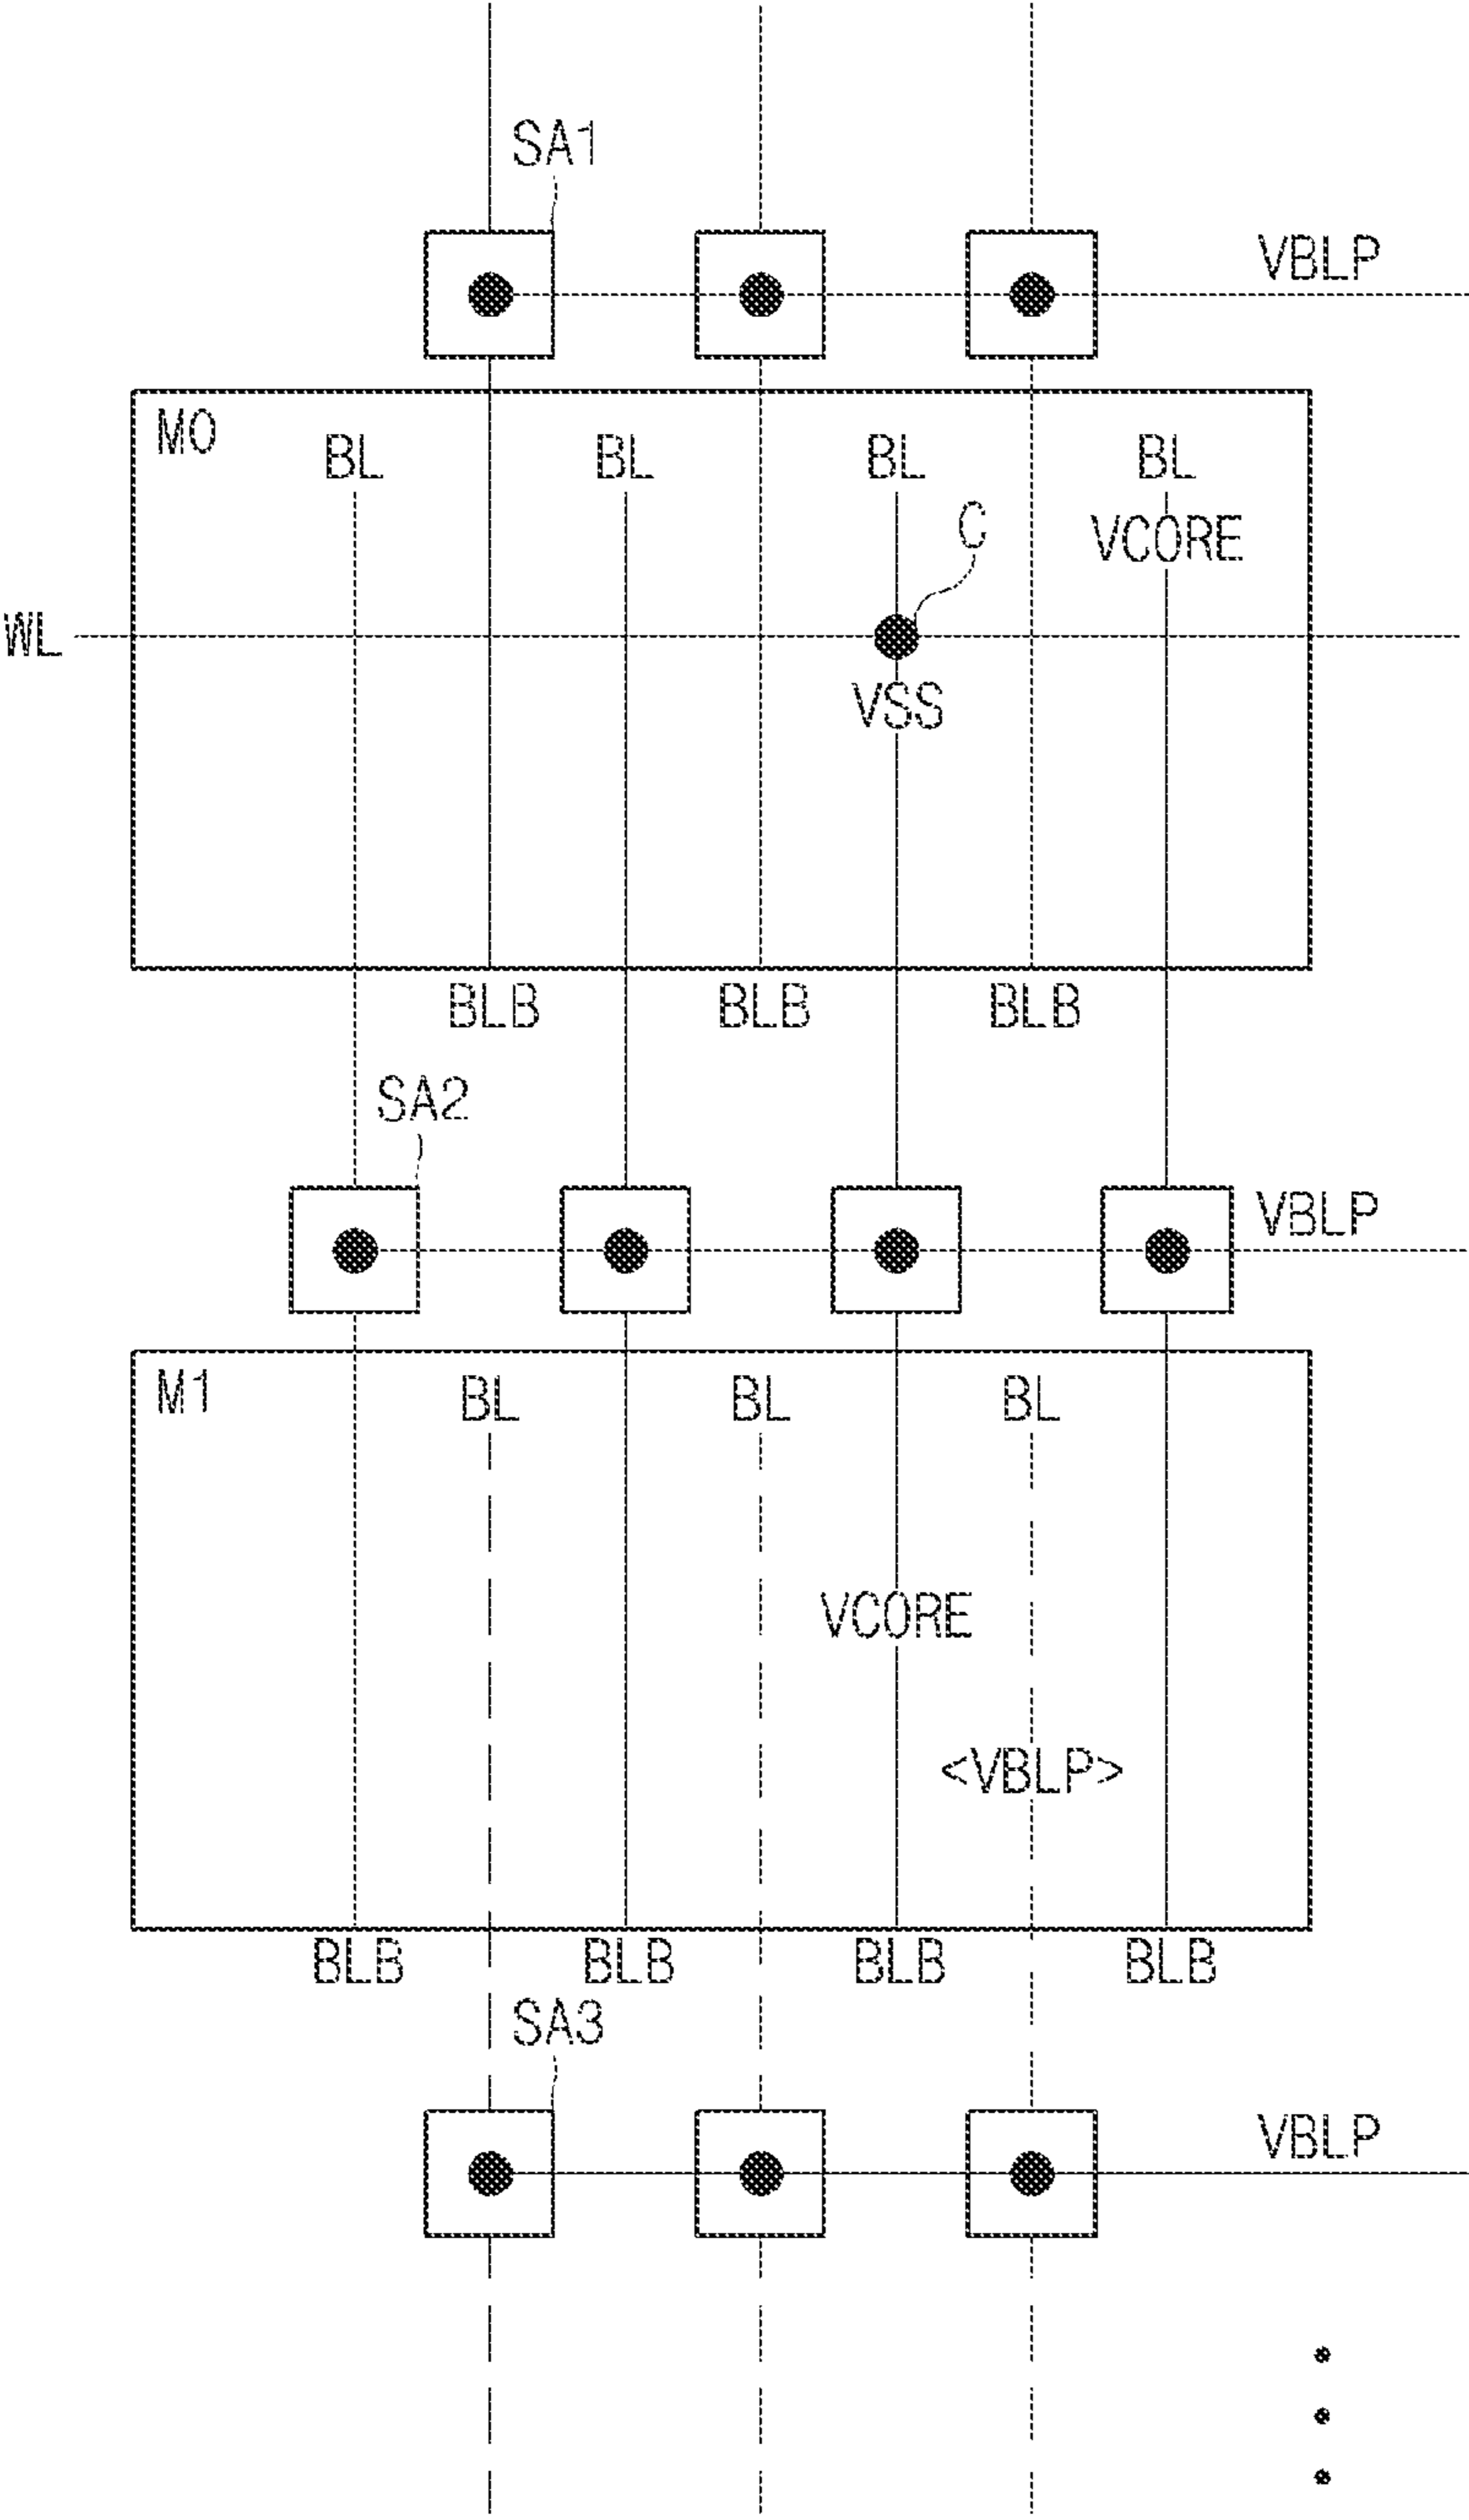 SA1
VBLP
M0
BL BL BL BL
C
VCORE
WL
VSS
BLB BLB BLB
SA2
VBLP
M1
BL BL BL
VCORE
<VBLP>
BLB BLB BLB BLB
SA3
VBLP